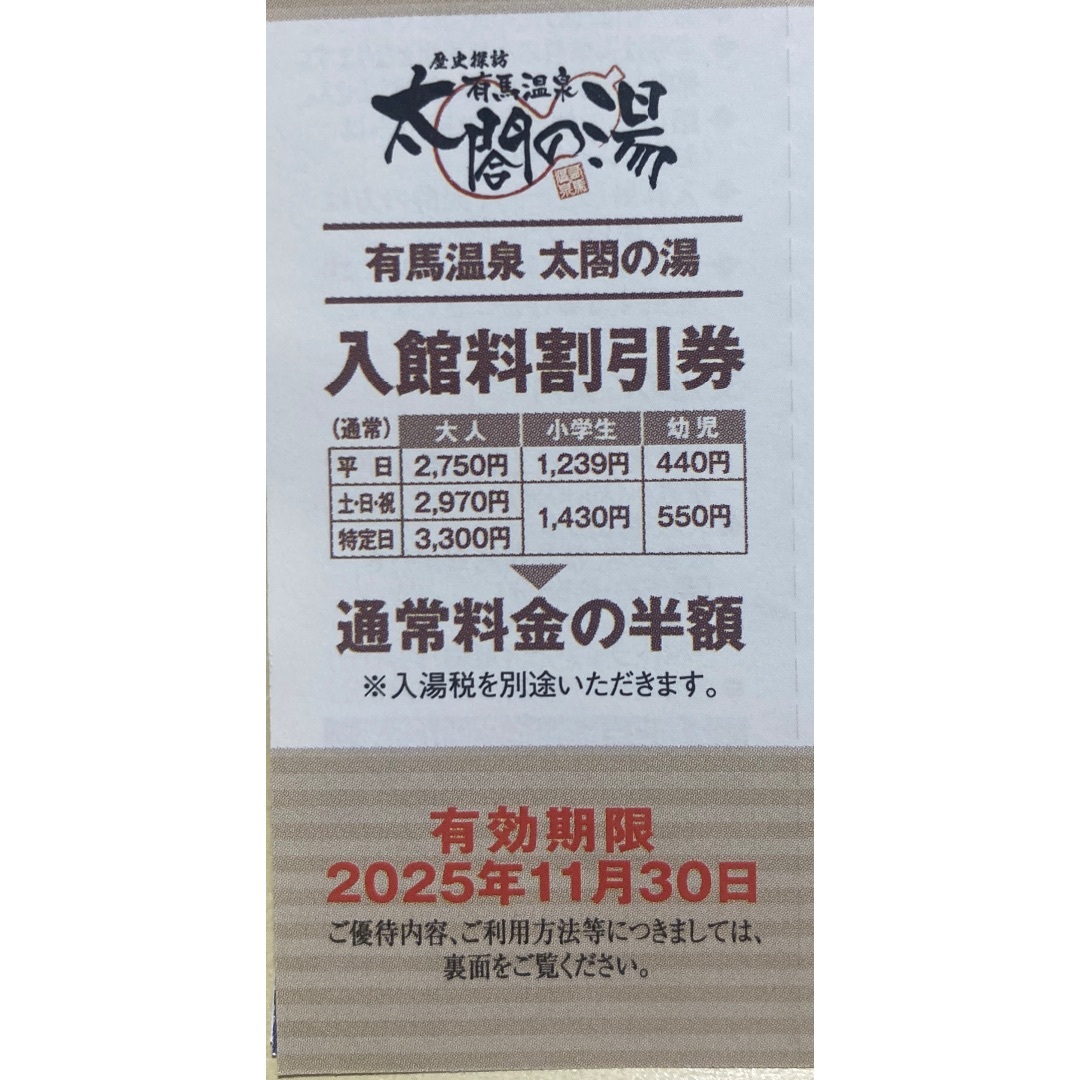 歴史探訪
有馬温泉
太閤の湯
有馬温泉 太閤の湯
入館料割引券
(通常) 大人 小学生 幼児
平日 2,750円 1,239円 440円
土・日・祝 2,970円 1,430円 550円
特定日 3,300円
通常料金の半額
※入湯税を別途いただきます。
有効期限
2025年11月30日
ご優待内容、ご利用方法等につきましては、
裏面をご覧ください。